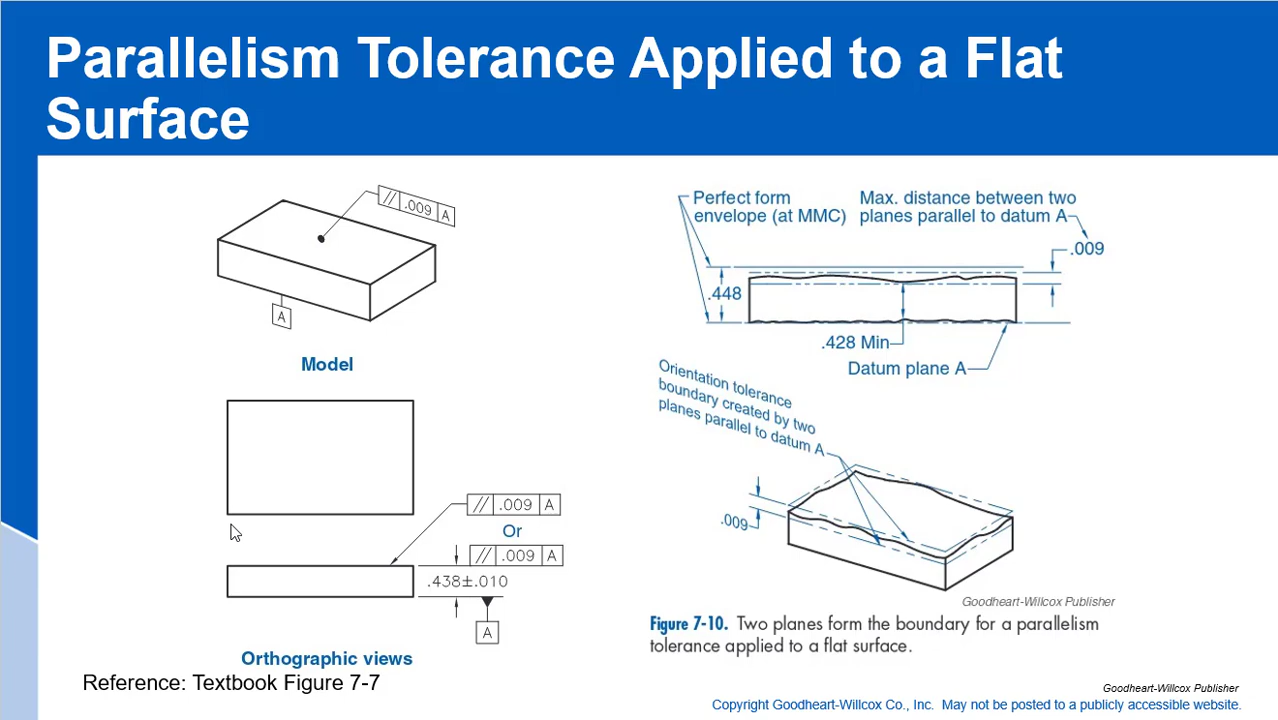 Parallelism Tolerance Applied to a Flat
Surface
// .009 A
A
Model
// .009 A
Or
// .009 A
.438±.010
A
Orthographic views
Reference: Textbook Figure 7-7
Perfect form
envelope (at MMC)
Max. distance between two
planes parallel to datum A
.009
.448
.428 Min
Datum plane A
Orientation tolerance
boundary created by two
planes parallel to datum A
.009
Goodheart-Willcox Publisher
Figure 7-10. Two planes form the boundary for a parallelism
tolerance applied to a flat surface.
Goodheart-Willcox Publisher
Copyright Goodheart-Willcox Co., Inc. May not be posted to a publicly accessible website.